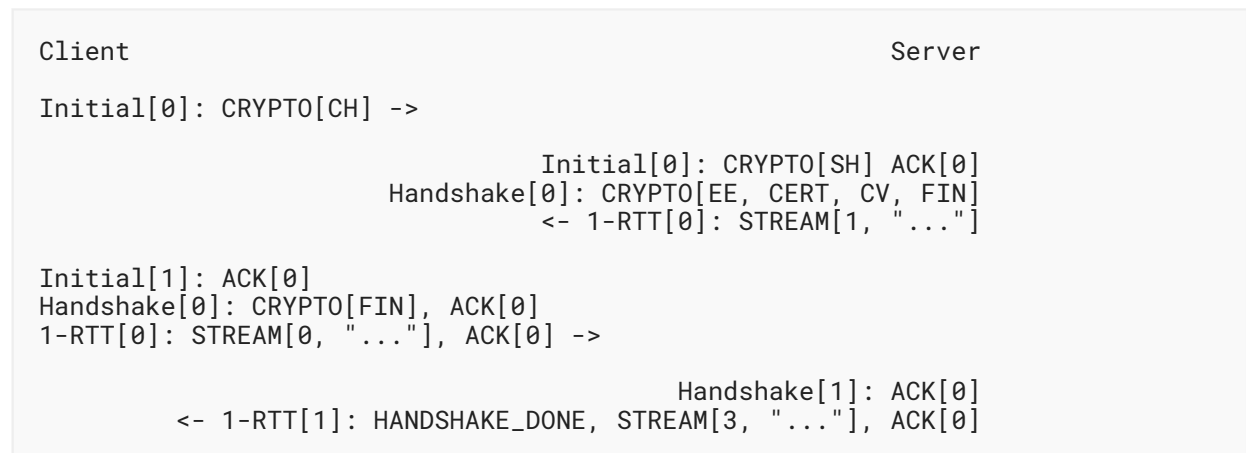 Client                                                  Server

Initial[0]: CRYPTO[CH] ->

                                 Initial[0]: CRYPTO[SH] ACK[0]
                       Handshake[0]: CRYPTO[EE, CERT, CV, FIN]
                                 <- 1-RTT[0]: STREAM[1, "..."]

Initial[1]: ACK[0]
Handshake[0]: CRYPTO[FIN], ACK[0]
1-RTT[0]: STREAM[0, "..."], ACK[0] ->

                                          Handshake[1]: ACK[0]
         <- 1-RTT[1]: HANDSHAKE_DONE, STREAM[3, "..."], ACK[0]